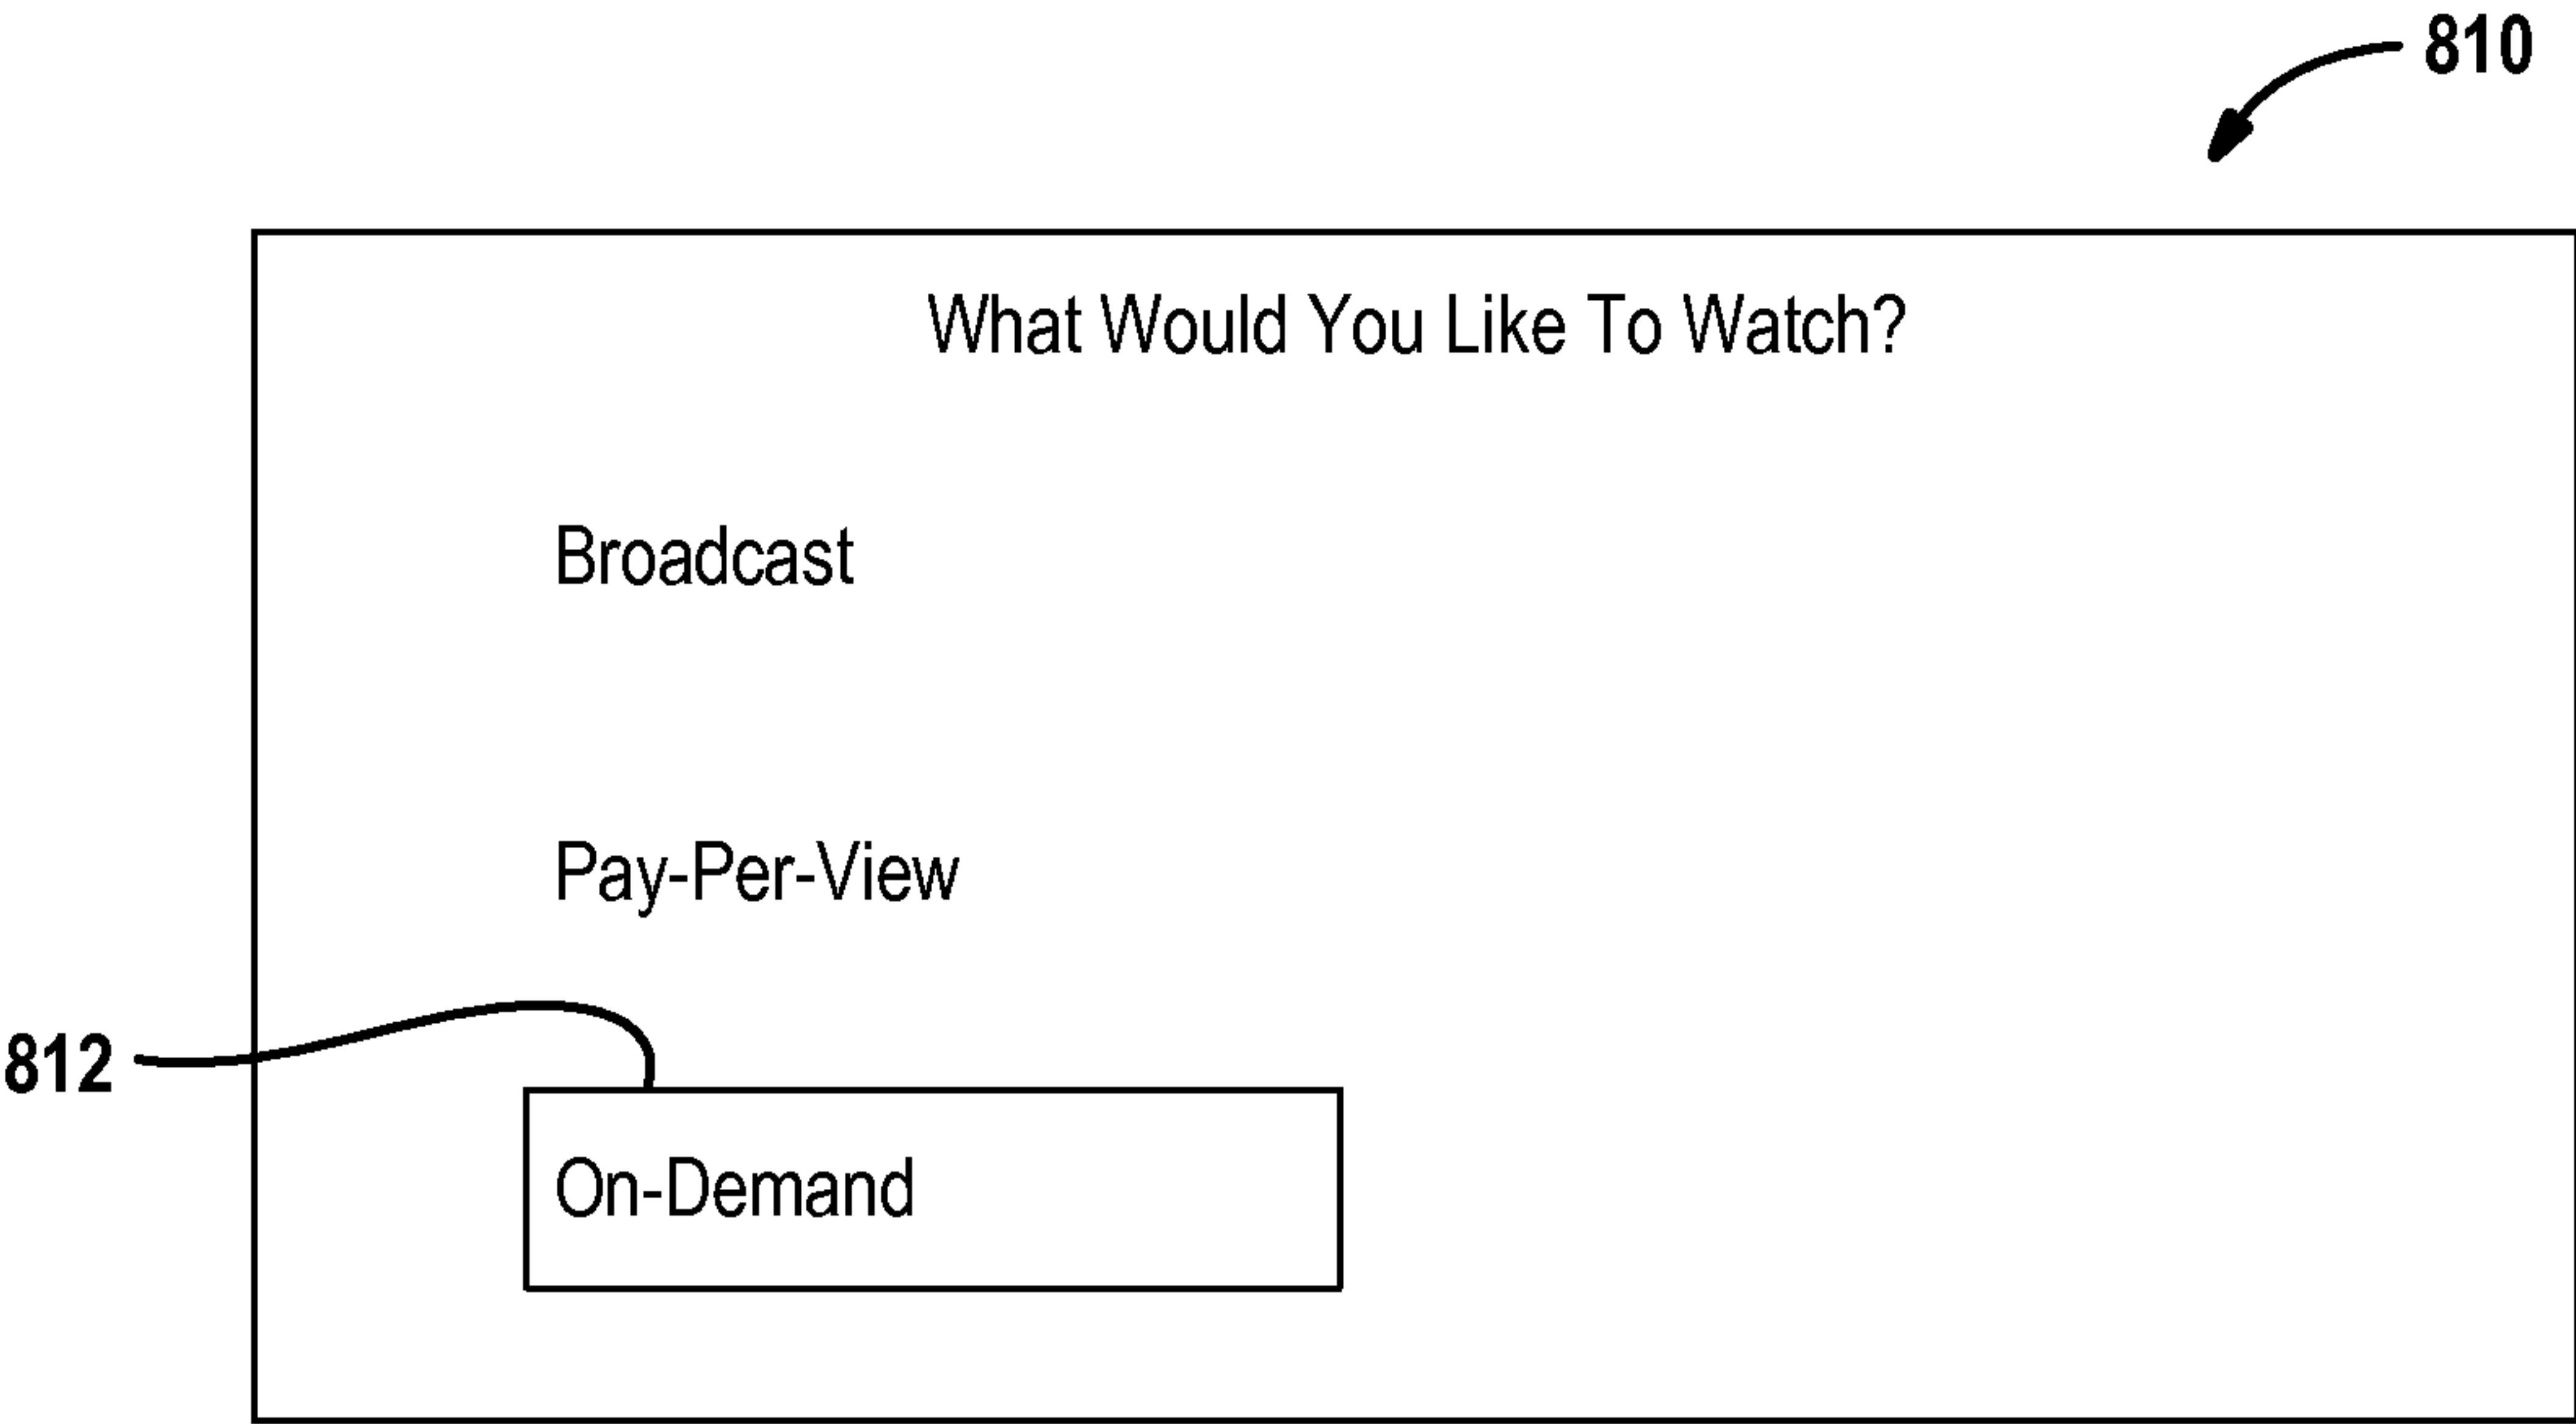 810
What Would You Like To Watch?
Broadcast
Pay-Per-View
812
On-Demand